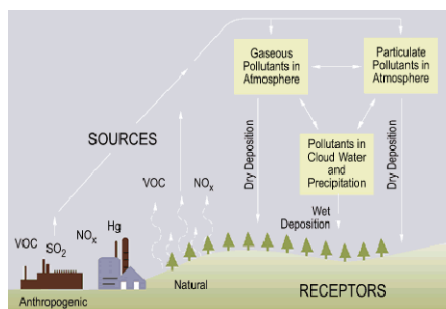 Gaseous
Pollutants in
Atmosphere
Particulate
Pollutants in
Atmosphere
SOURCES
Pollutants in
Cloud Water
and
Precipitation
Dry Deposition
Dry Deposition
VOC
NOx
Wet
Deposition
VOC
SO2
NOx
Hg
Natural
Anthropogenic
RECEPTORS